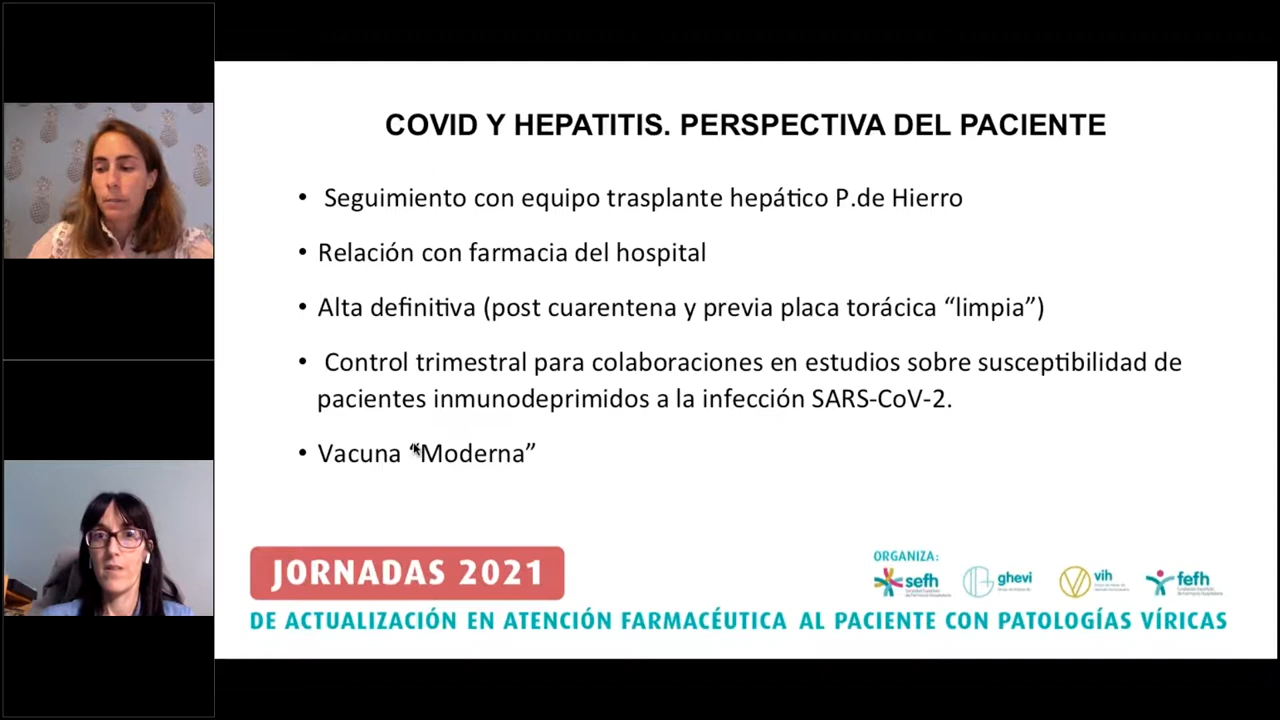 COVID Y HEPATITIS. PERSPECTIVA DEL PACIENTE
• Seguimiento con equipo trasplante hepático P.de Hierro
• Relación con farmacia del hospital
• Alta definitiva (post cuarentena y previa placa torácica “limpia”)
• Control trimestral para colaboraciones en estudios sobre susceptibilidad de
pacientes inmunodeprimidos a la infección SARS-CoV-2.
• Vacuna “Moderna”
JORNADAS 2021
ORGANIZA:
sefh
ghevi
vih
fefh
DE ACTUALIZACIÓN EN ATENCIÓN FARMACÉUTICA AL PACIENTE CON PATOLOGÍAS VÍRICAS